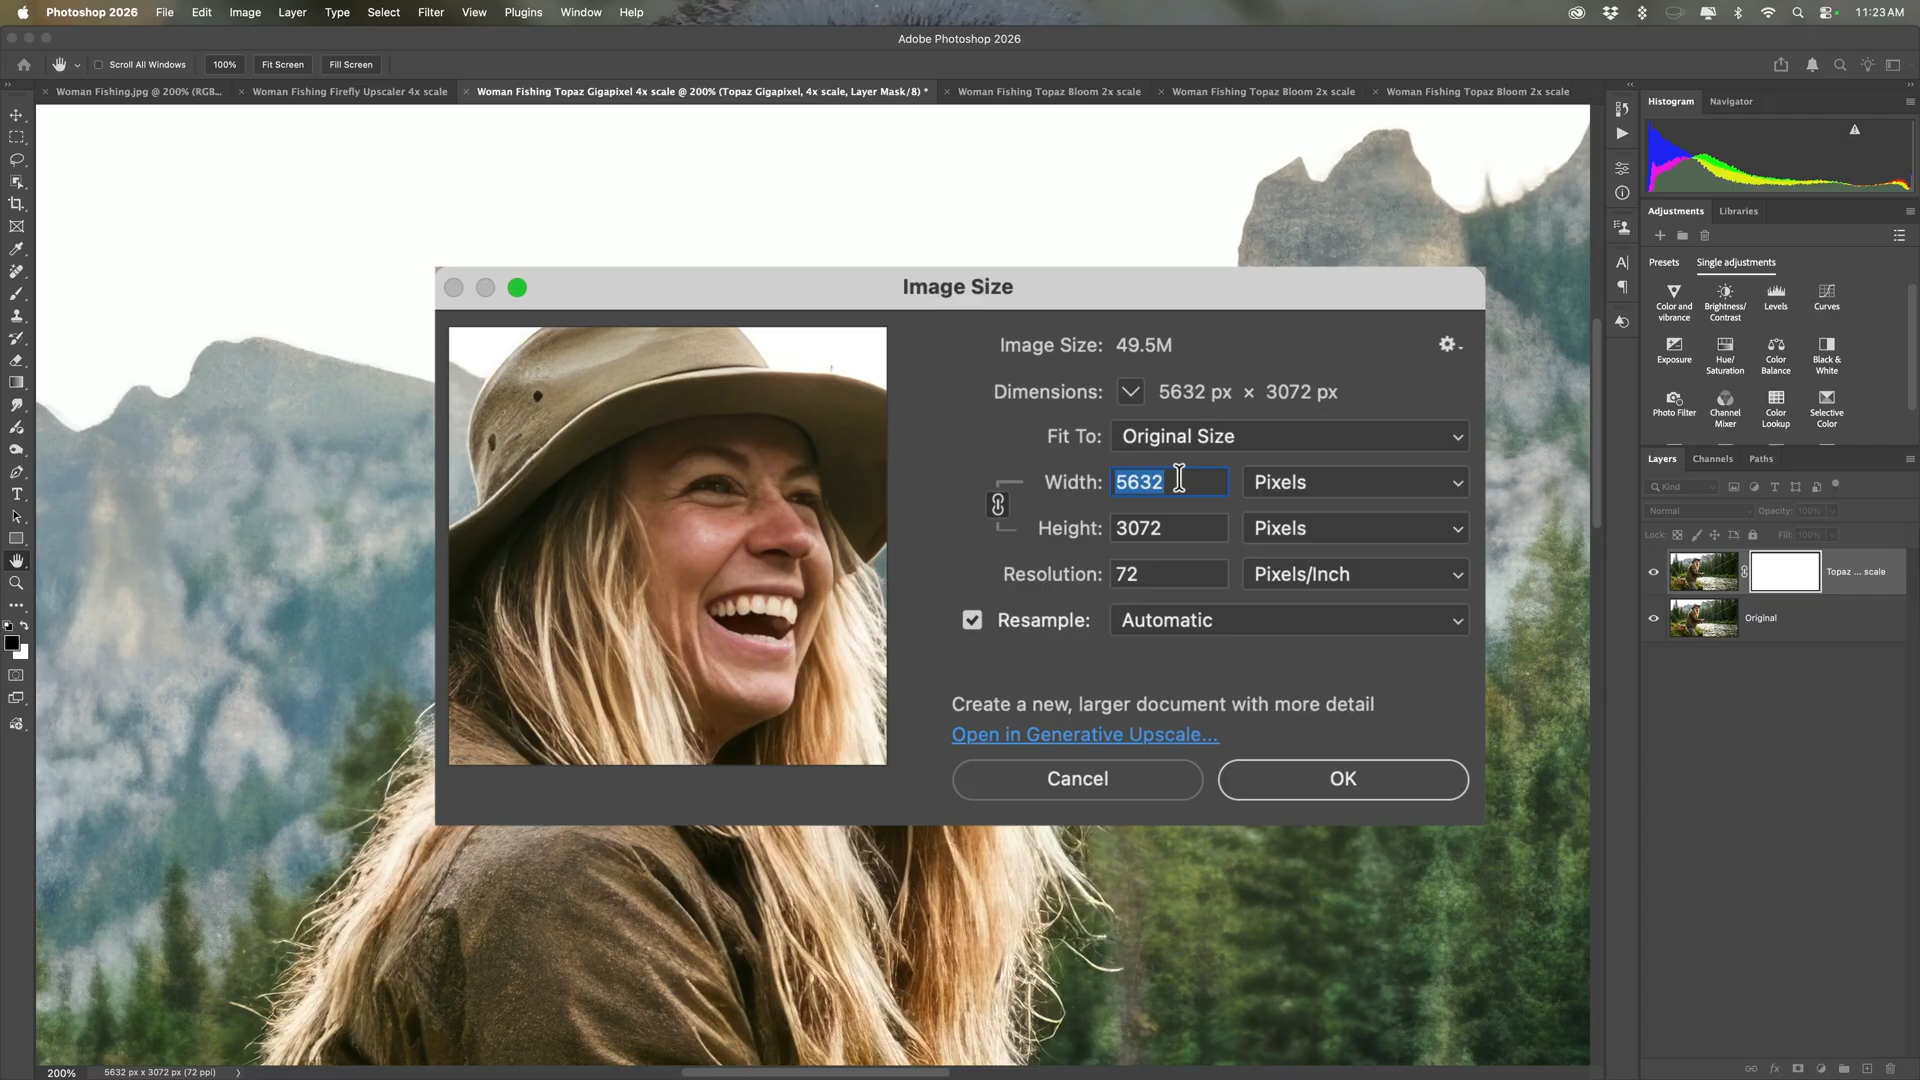 Photoshop 2026 File Edit Image Layer Type Select Filter View Plugins Window Help 11:23 AM
Adobe Photoshop 2026
Scroll All Windows 100% Fit Screen Fill Screen
Woman Fishing.jpg @ 200% (RGB... Woman Fishing Firefly Upscaler 4x scale Woman Fishing Topaz Gigapixel 4x scale @ 200% (Topaz Gigapixel, 4x scale, Layer Mask/8) * Woman Fishing Topaz Bloom 2x scale Woman Fishing Topaz Bloom 2x scale Woman Fishing Topaz Bloom 2x scale
Histogram Navigator
Adjustments Libraries
Presets Single adjustments
Color and vibrance
Brightness/Contrast
Levels
Curves
Exposure
Hue/Saturation
Color Balance
Black & White
Photo Filter
Channel Mixer
Color Lookup
Selective Color
Layers Channels Paths
Kind
Normal Opacity: 100%
Lock: Fill: 100%
Topaz ... scale
Original
Image Size
Image Size: 49.5M
Dimensions: 5632 px × 3072 px
Fit To: Original Size
Width: 5632 Pixels
Height: 3072 Pixels
Resolution: 72 Pixels/Inch
Resample: Automatic
Create a new, larger document with more detail
Open in Generative Upscale...
Cancel OK
200% 5632 px x 3072 px (72 ppi)